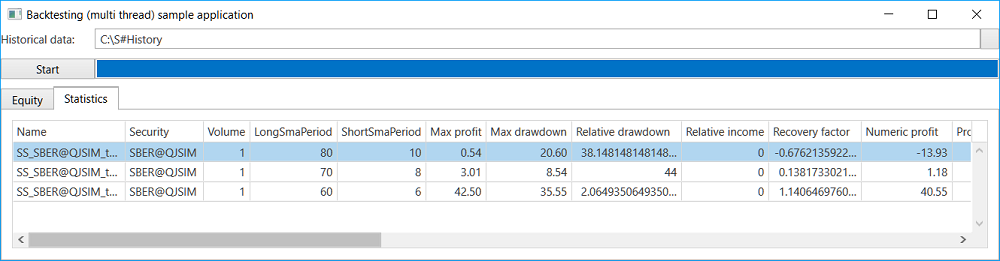 Backtesting (multi thread) sample application
Historical data: C:\S#History
Start
Equity Statistics
Name Security Volume LongSmaPeriod ShortSmaPeriod Max profit Max drawdown Relative drawdown Relative income Recovery factor Numeric profit Pro
SS_SBER@QJSIM_t... SBER@QJSIM 1 80 10 0.54 20.60 38.148148148148... 0 -0.6762135922... -13.93
SS_SBER@QJSIM_t... SBER@QJSIM 1 70 8 3.01 8.54 44 0 0.1381733021... 1.18
SS_SBER@QJSIM_t... SBER@QJSIM 1 60 6 42.50 35.55 2.0649350649350... 0 1.1406469760... 40.55